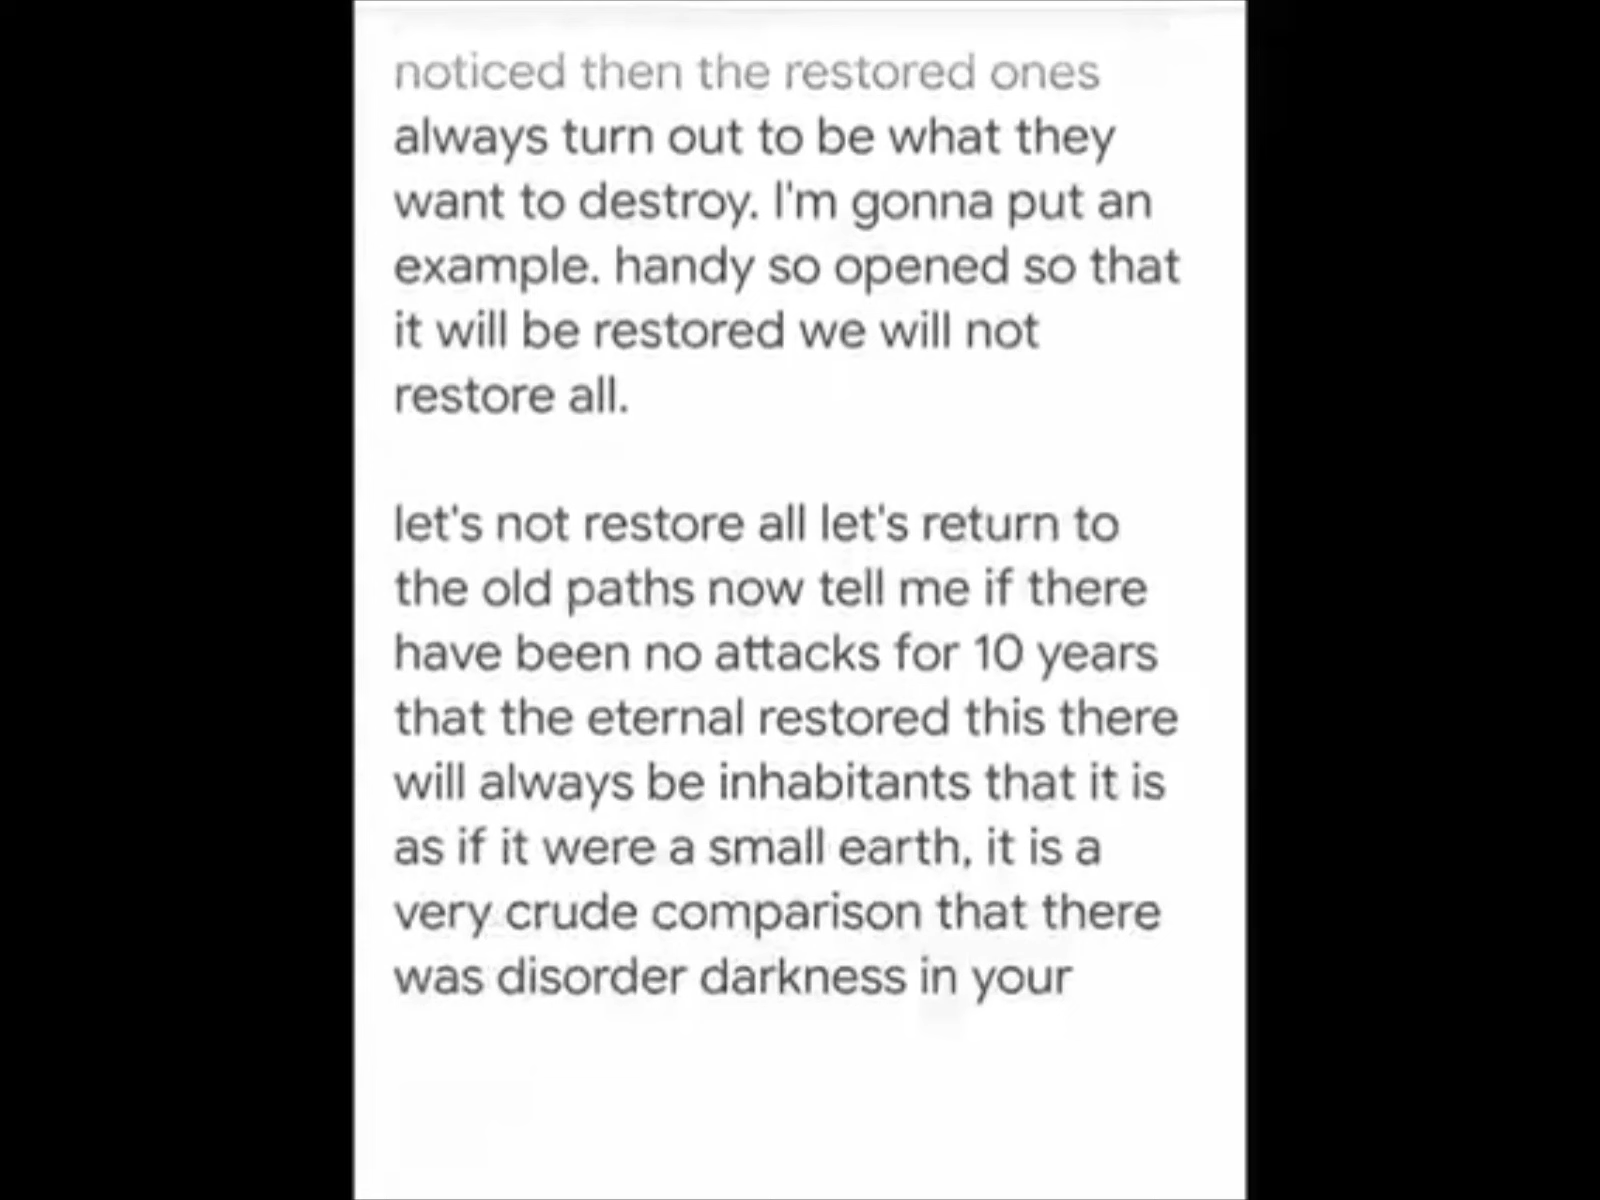 noticed then the restored ones
always turn out to be what they
want to destroy. I'm gonna put an
example. handy so opened so that
it will be restored we will not
restore all.
let's not restore all let's return to
the old paths now tell me if there
have been no attacks for 10 years
that the eternal restored this there
will always be inhabitants that it is
as if it were a small earth, it is a
very crude comparison that there
was disorder darkness in your